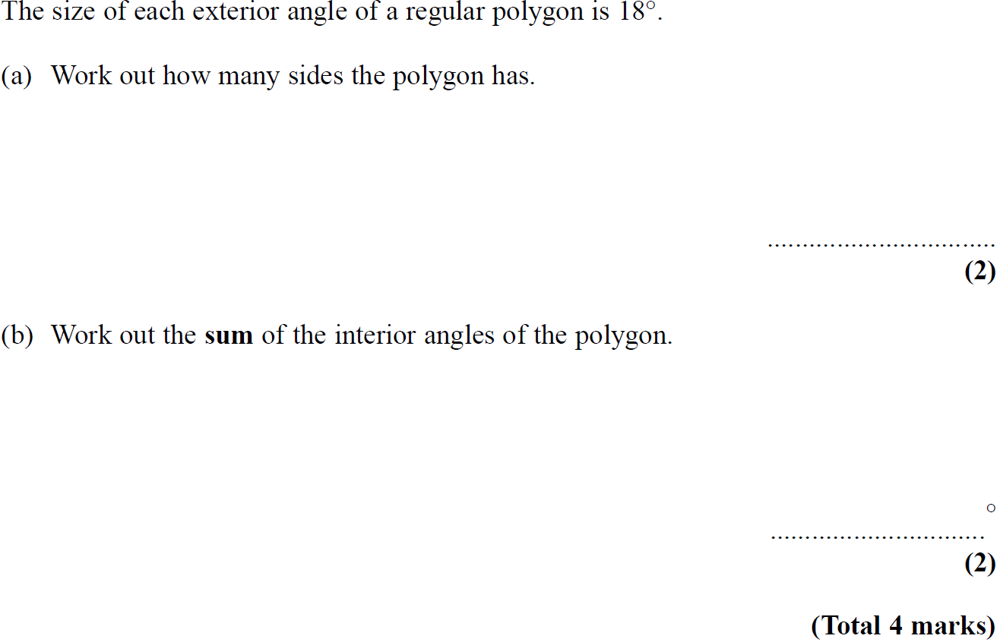 The size of each exterior angle of a regular polygon is 18°.
(a) Work out how many sides the polygon has.
.................................
(2)
(b) Work out the sum of the interior angles of the polygon.
°
...............................
(2)
(Total 4 marks)